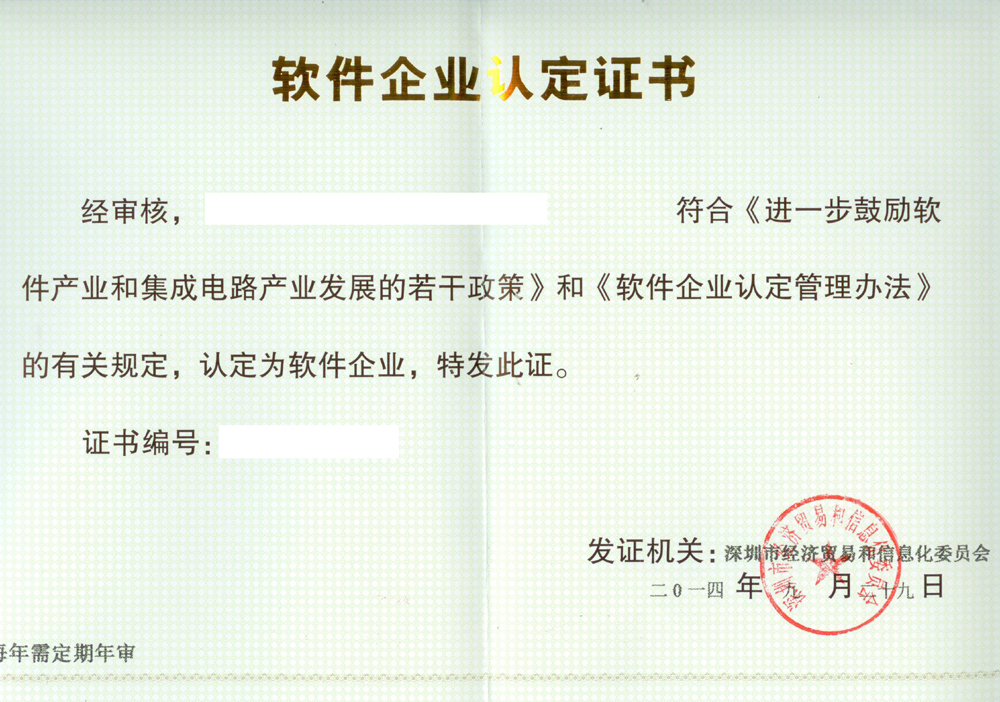 软件企业认定证书
经审核， 符合《进一步鼓励软
件产业和集成电路产业发展的若干政策》和《软件企业认定管理办法》
的有关规定，认定为软件企业，特发此证。
证书编号：
深圳市经济贸易和信息化委员会
发证机关：深圳市经济贸易和信息化委员会
二0一四 年 九 月 二十九 日
每年需定期年审